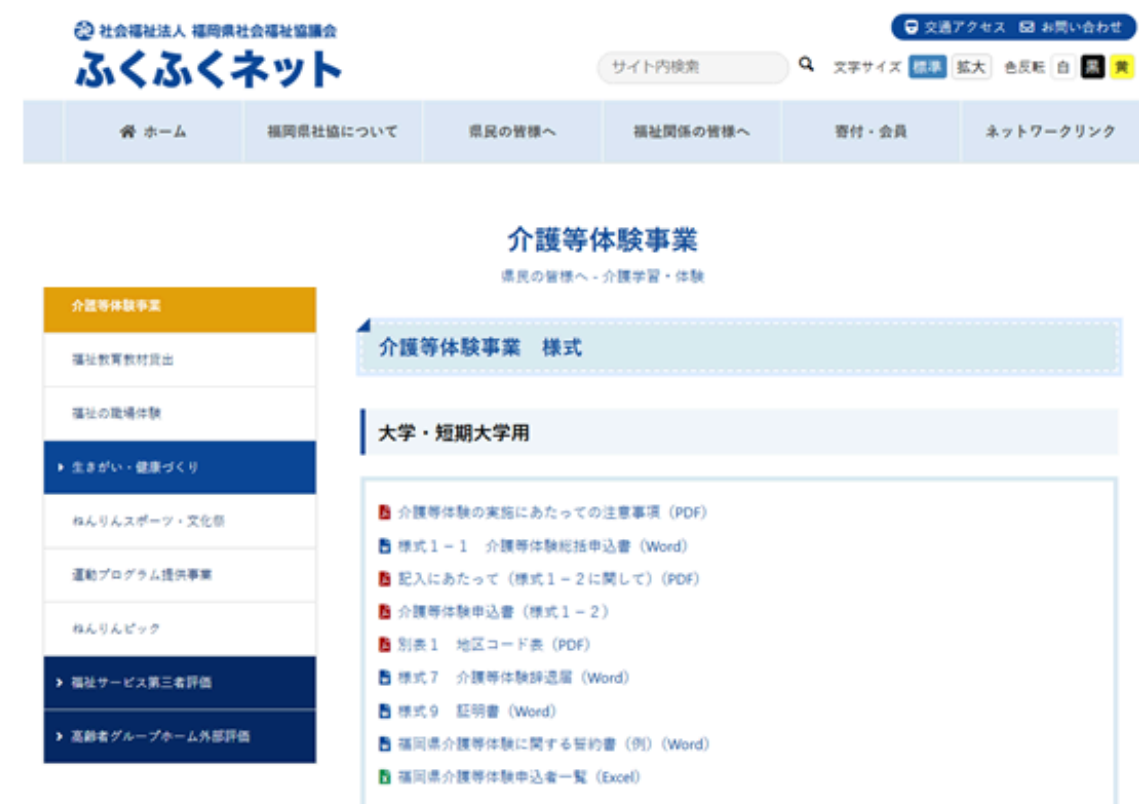 社会福祉法人 福岡県社会福祉協議会
ふくふくネット
交通アクセス お問い合わせ
サイト内検索 文字サイズ 標準 拡大 色反転 白 黒 黄
ホーム 福岡県社協について 県民の皆様へ 福祉関係の皆様へ 寄付・会員 ネットワークリンク
介護等体験事業
県民の皆様へ - 介護学習・体験
介護等体験事業
福祉教育教材貸出
福祉の職場体験
生きがい・健康づくり
ねんりんスポーツ・文化祭
運動プログラム提供事業
ねんりんピック
福祉サービス第三者評価
高齢者グループホーム外部評価
介護等体験事業 様式
大学・短期大学用
介護等体験の実施にあたっての注意事項（PDF）
様式１－１ 介護等体験総括申込書（Word）
記入にあたって（様式１－２に関して）（PDF）
介護等体験申込書（様式１－２）
別表１ 地区コード表（PDF）
様式７ 介護等体験辞退届（Word）
様式９ 証明書（Word）
福岡県介護等体験に関する誓約書（例）（Word）
福岡県介護等体験申込者一覧（Excel）